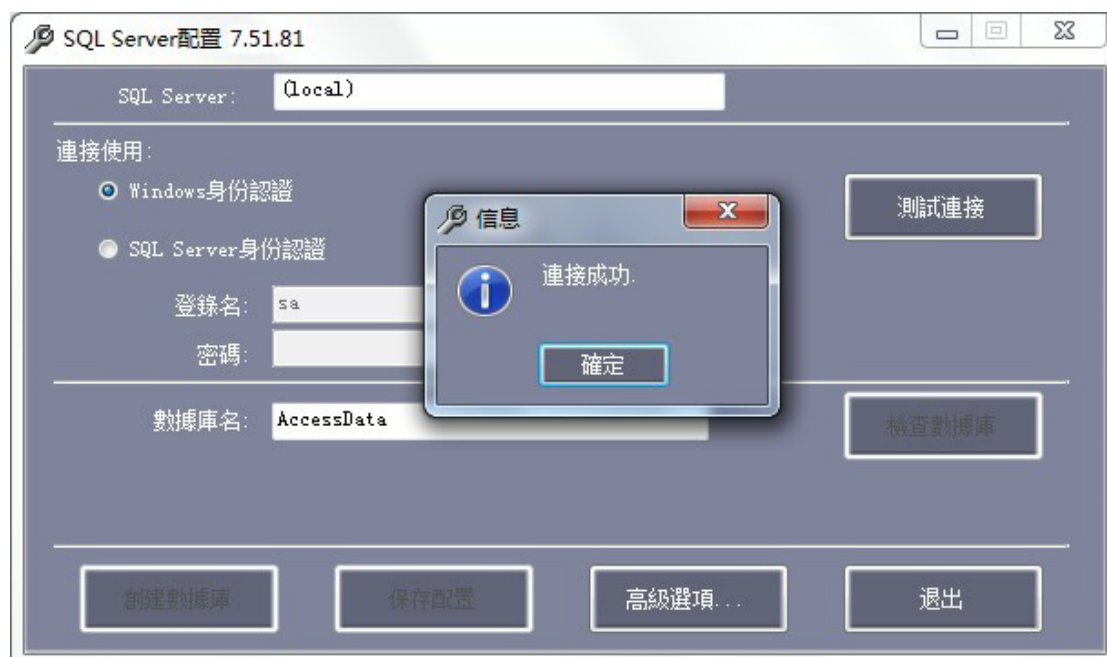 SQL Server配置 7.51.81
SQL Server: (local)
連接使用:
Windows身份認證
測試連接
SQL Server身份認證
信息
連接成功.
確定
登錄名: sa
密碼:
數據庫名: AccessData
檢查數據庫
創建數據庫
保存配置
高級選項...
退出